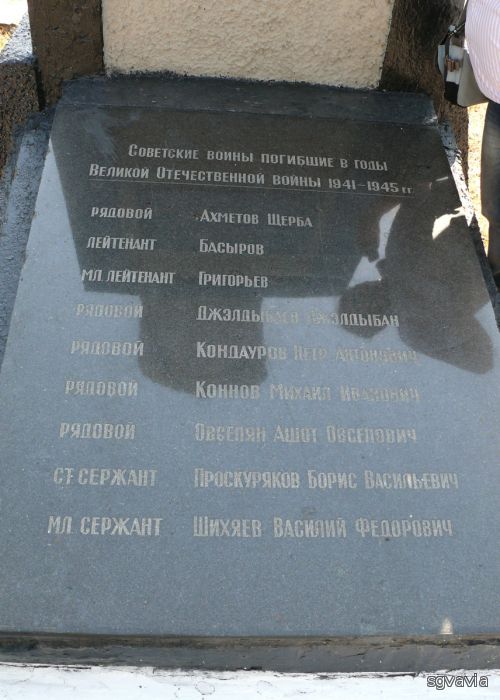 Советские воины погибшие в годы
Великой Отечественной войны 1941-1945 гг
рядовой Ахметов Щерба
лейтенант Басыров
мл. лейтенант Григорьев
рядовой Джэлдыбаев Джэлдыбан
рядовой Кондауров Петр Антонович
рядовой Коннов Михаил Иванович
рядовой Овсепян Ашот Овсепович
ст. сержант Проскуряков Борис Васильевич
мл. сержант Шихяев Василий Федорович
sgvavia